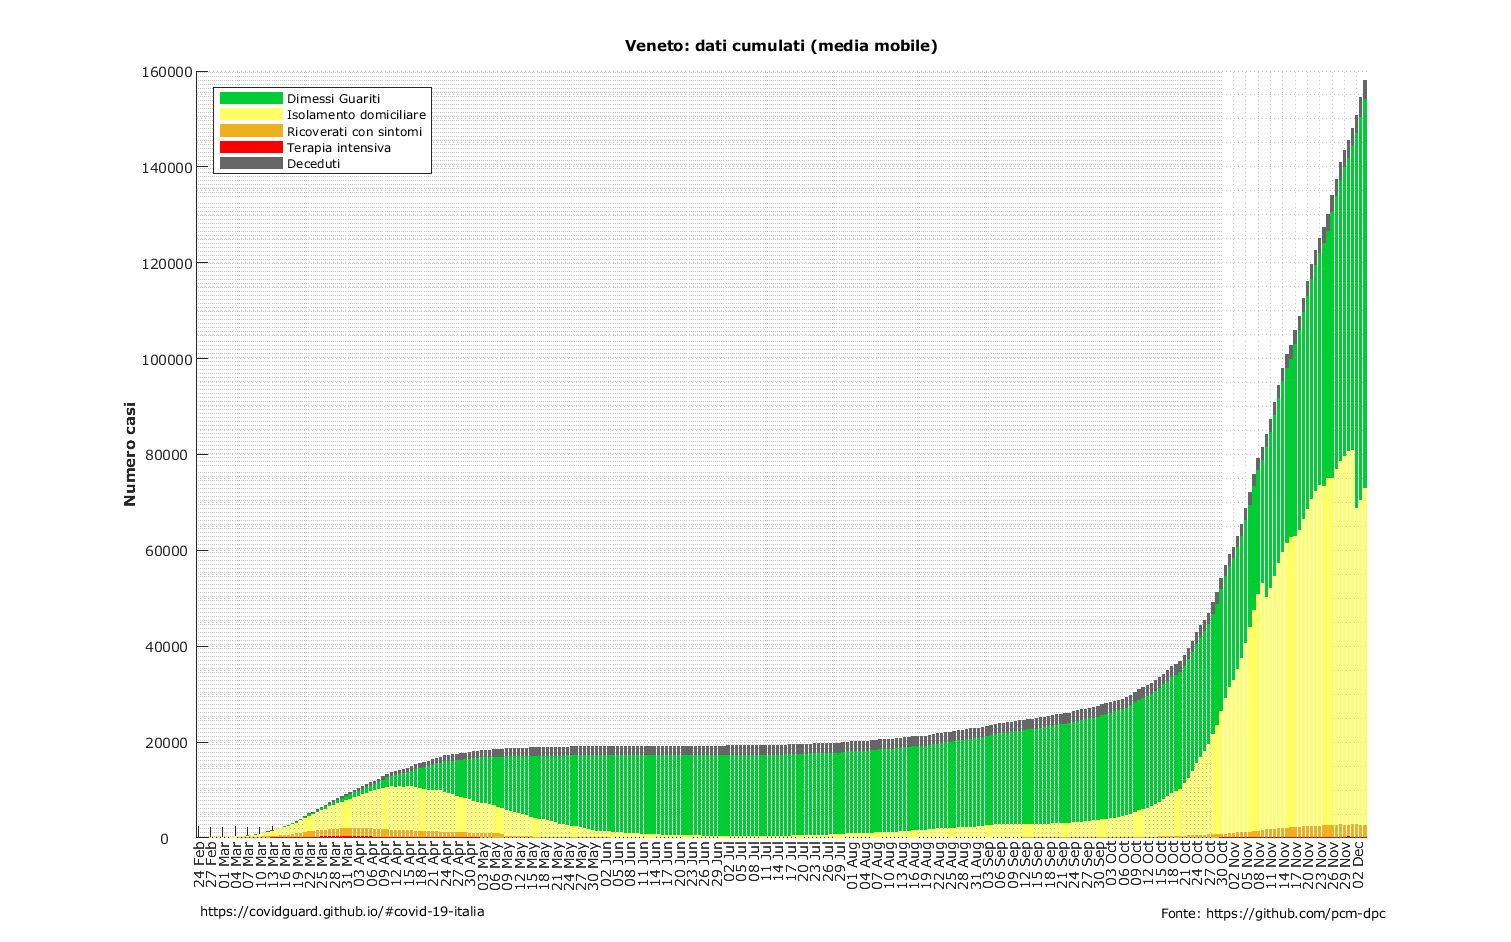 Veneto: dati cumulati (media mobile)
160000
140000
120000
100000
80000
60000
40000
20000
0
Numero casi
Dimessi Guariti
Isolamento domiciliare
Ricoverati con sintomi
Terapia intensiva
Deceduti
24 Feb
27 Feb
01 Mar
04 Mar
07 Mar
10 Mar
13 Mar
16 Mar
19 Mar
22 Mar
25 Mar
28 Mar
31 Mar
03 Apr
06 Apr
09 Apr
12 Apr
15 Apr
18 Apr
21 Apr
24 Apr
27 Apr
30 Apr
03 May
06 May
09 May
12 May
15 May
18 May
21 May
24 May
27 May
30 May
02 Jun
05 Jun
08 Jun
11 Jun
14 Jun
17 Jun
20 Jun
23 Jun
26 Jun
29 Jun
02 Jul
05 Jul
08 Jul
11 Jul
14 Jul
17 Jul
20 Jul
23 Jul
26 Jul
29 Jul
01 Aug
04 Aug
07 Aug
10 Aug
13 Aug
16 Aug
19 Aug
22 Aug
25 Aug
28 Aug
31 Aug
03 Sep
06 Sep
09 Sep
12 Sep
15 Sep
18 Sep
21 Sep
24 Sep
27 Sep
30 Sep
03 Oct
06 Oct
09 Oct
12 Oct
15 Oct
18 Oct
21 Oct
24 Oct
27 Oct
30 Oct
02 Nov
05 Nov
08 Nov
11 Nov
14 Nov
17 Nov
20 Nov
23 Nov
26 Nov
29 Nov
02 Dec
https://covidguard.github.io/#covid-19-italia
Fonte: https://github.com/pcm-dpc